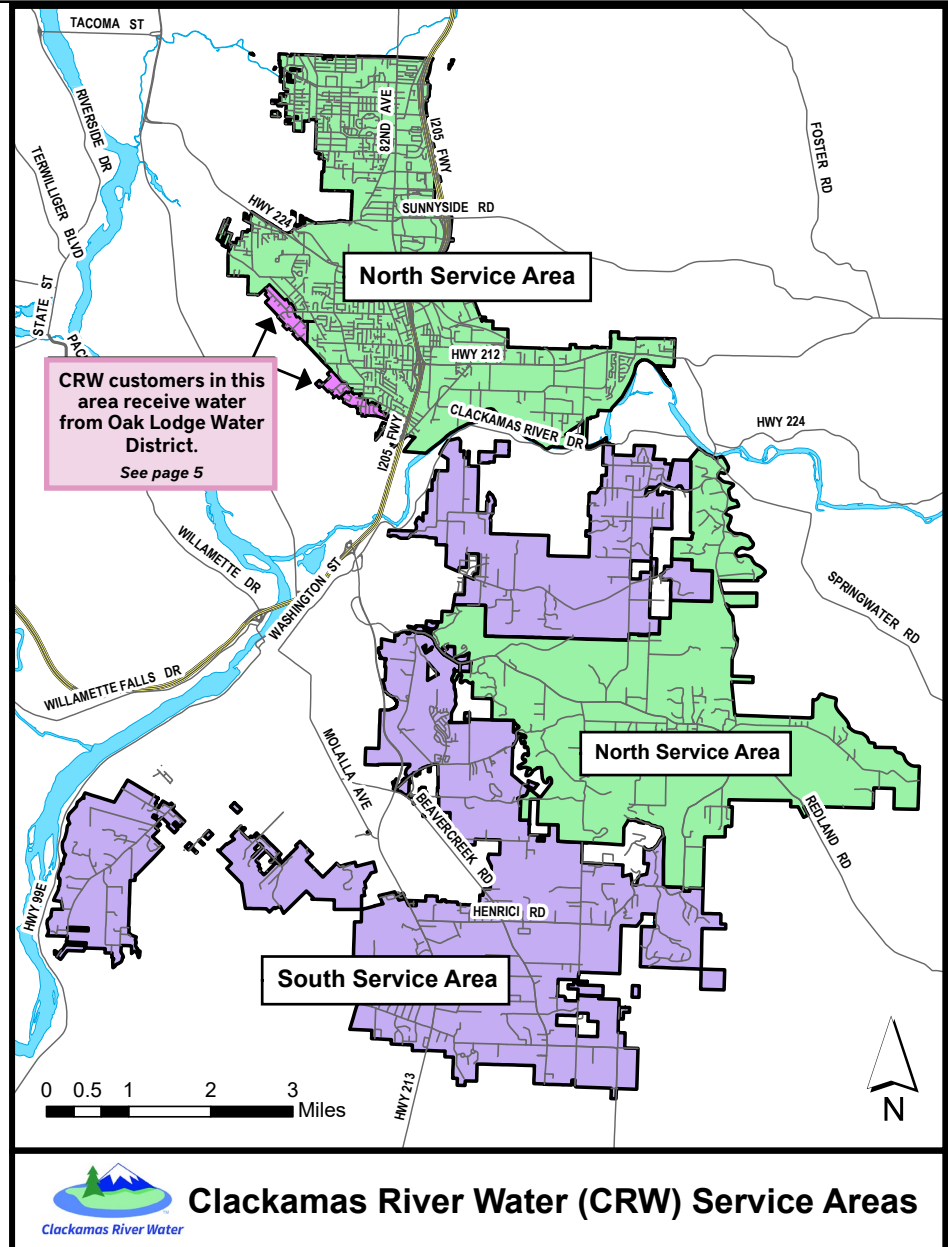 TACOMA ST
RIVERSIDE DR
82ND AVE
I205 FWY
FOSTER RD
TERWILLIGER BLVD
HWY 224
SUNNYSIDE RD
STATE ST
North Service Area
PAC
HWY 212
CRW customers in this
area receive water
from Oak Lodge Water
District.
See page 5
CLACKAMAS RIVER DR
HWY 224
I205 FWY
WILLAMETTE DR
WASHINGTON ST
SPRINGWATER RD
WILLAMETTE FALLS DR
MOLALLA AVE
North Service Area
BEAVERCREEK RD
REDLAND RD
HWY 99E
HENRICI RD
South Service Area
HWY 213
0 0.5 1 2 3
Miles
N
Clackamas River Water
Clackamas River Water (CRW) Service Areas